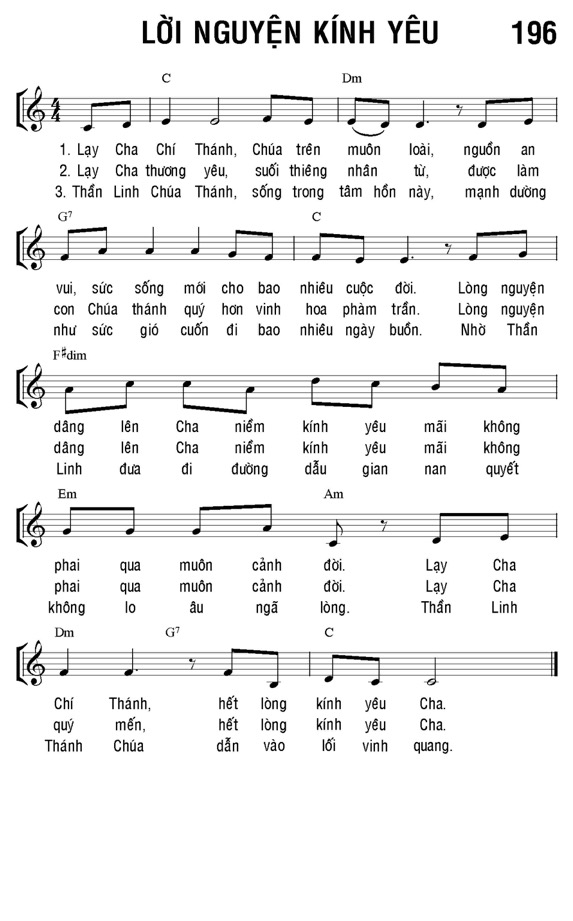 LỜI NGUYỆN KÍNH YÊU 196
C Dm
1. Lạy Cha Chí Thánh, Chúa trên muôn loài, nguồn an
2. Lạy Cha thương yêu, suối thiêng nhân từ, được làm
3. Thần Linh Chúa Thánh, sống trong tâm hồn này, mạnh dường
G7 C
vui, sức sống mới cho bao nhiêu cuộc đời. Lòng nguyện
con Chúa thánh quý hơn vinh hoa phàm trần. Lòng nguyện
như sức gió cuốn đi bao nhiêu ngày buồn. Nhờ Thần
F#dim
dâng lên Cha niểm kính yêu mãi không
dâng lên Cha niểm kính yêu mãi không
Linh đưa đi đường dẫu gian nan quyết
Em Am
phai qua muôn cảnh đời. Lạy Cha
phai qua muôn cảnh đời. Lạy Cha
không lo âu ngã lòng. Thần Linh
Dm G7 C
Chí Thánh, hết lòng kính yêu Cha.
quý mến, hết lòng kính yêu Cha.
Thánh Chúa dẫn vào lối vinh quang.